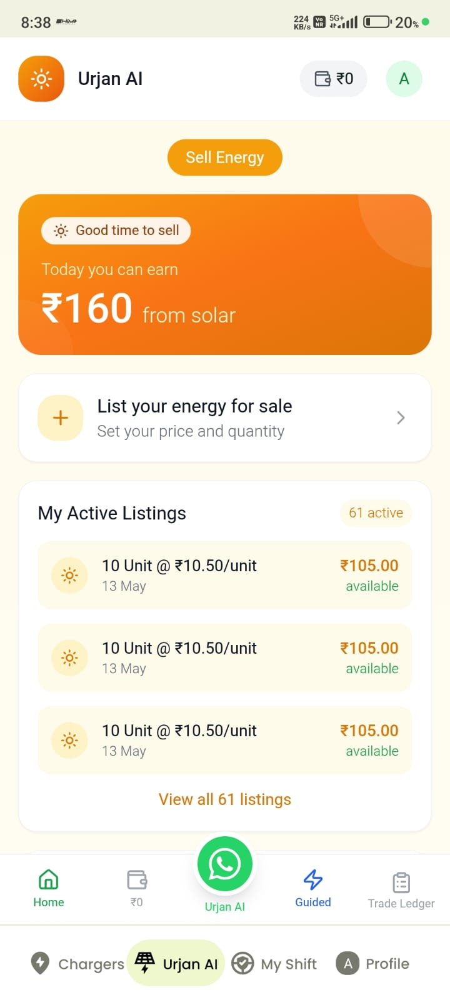 8:38
224 KB/s Vo NR 5G+ 20%
Urjan AI
₹0
A
Sell Energy
Good time to sell
Today you can earn
₹160 from solar
List your energy for sale
Set your price and quantity
My Active Listings
61 active
10 Unit @ ₹10.50/unit
₹105.00
13 May
available
10 Unit @ ₹10.50/unit
₹105.00
13 May
available
10 Unit @ ₹10.50/unit
₹105.00
13 May
available
View all 61 listings
Home
₹0
Urjan AI
Guided
Trade Ledger
Chargers
Urjan AI
My Shift
A
Profile